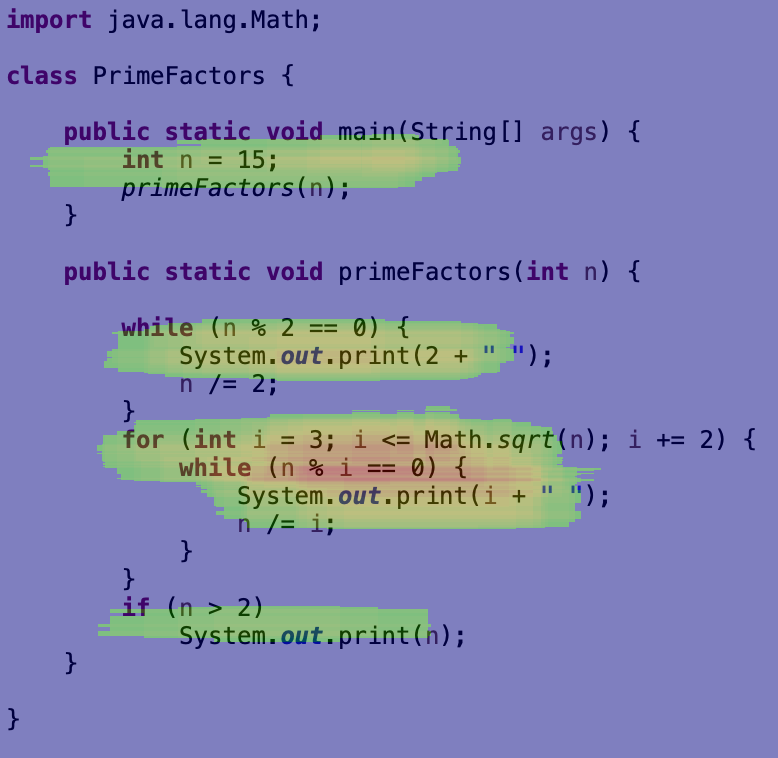 import java.lang.Math;
class PrimeFactors {
public static void main(String[] args) {
int n = 15;
primeFactors(n);
}
public static void primeFactors(int n) {
while (n % 2 == 0) {
System.out.print(2 + " ");
n /= 2;
}
for (int i = 3; i <= Math.sqrt(n); i += 2) {
while (n % i == 0) {
System.out.print(i + " ");
n /= i;
}
}
if (n > 2)
System.out.print(n);
}
}